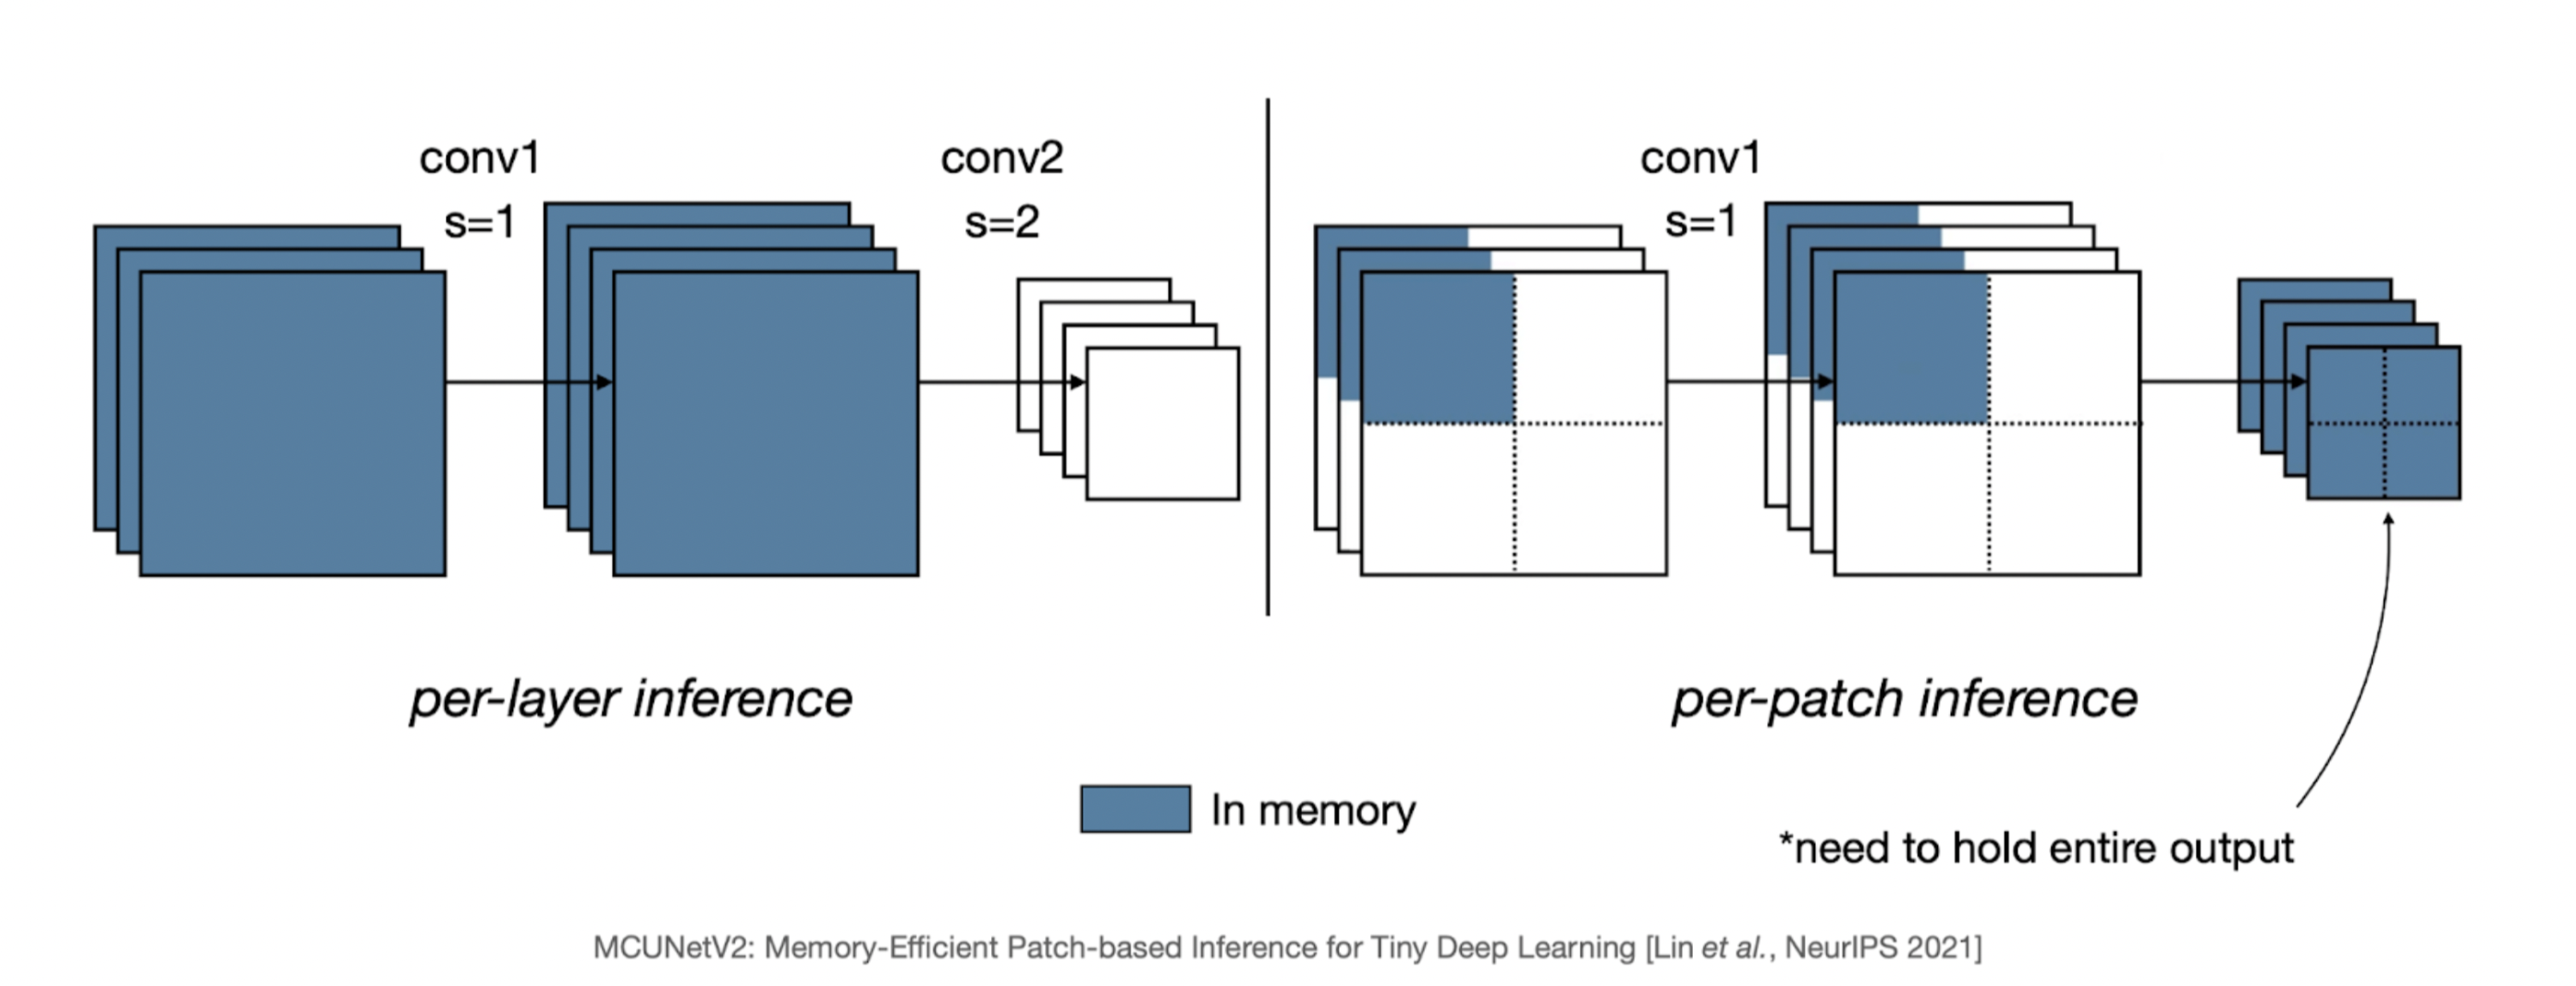 conv1
s=1
conv2
s=2
per-layer inference
conv1
s=1
per-patch inference
In memory
*need to hold entire output
MCUNetV2: Memory-Efficient Patch-based Inference for Tiny Deep Learning [Lin et al., NeurIPS 2021]